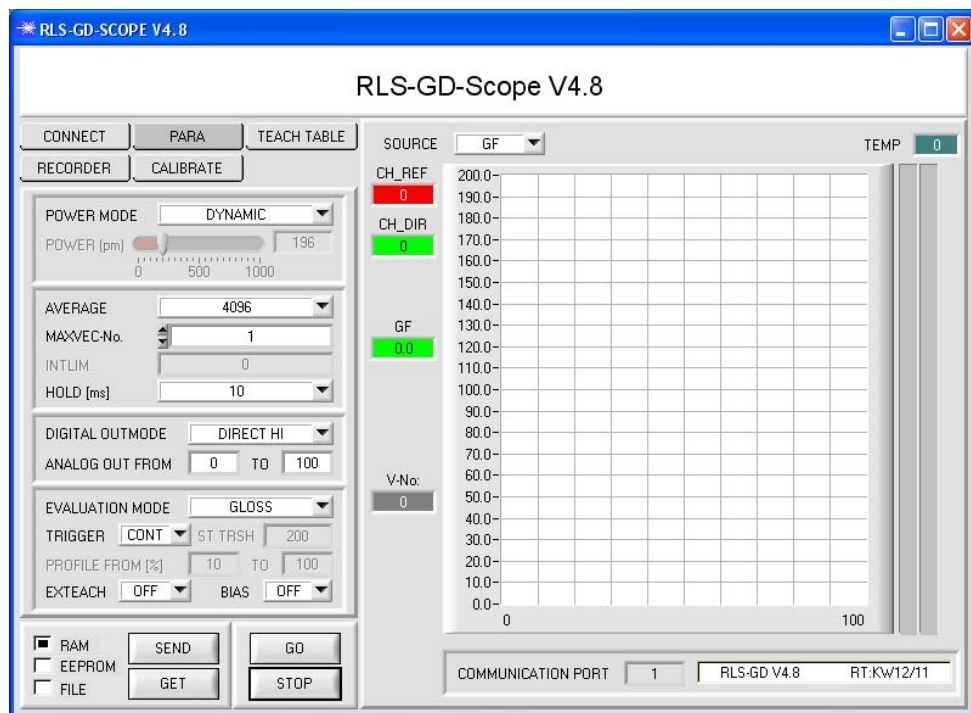 RLS-GD-SCOPE V4.8
RLS-GD-Scope V4.8
CONNECT PARA TEACH TABLE
RECORDER CALIBRATE
POWER MODE DYNAMIC
POWER (pm) 196
0 500 1000
AVERAGE 4096
MAXVEC-No. 1
INTLIM 0
HOLD [ms] 10
DIGITAL OUTMODE DIRECT HI
ANALOG OUT FROM 0 TO 100
EVALUATION MODE GLOSS
TRIGGER CONT ST TRSH 200
PROFILE FROM [%] 10 TO 100
EXTEACH OFF BIAS OFF
RAM
EEPROM
FILE
SEND
GET
GO
STOP
SOURCE GF
TEMP 0
CH_REF
0
CH_DIR
0
GF
0.0
V-No:
0
200.0
190.0
180.0
170.0
160.0
150.0
140.0
130.0
120.0
110.0
100.0
90.0
80.0
70.0
60.0
50.0
40.0
30.0
20.0
10.0
0.0
0 100
COMMUNICATION PORT 1 RLS-GD V4.8 RT:KW12/11